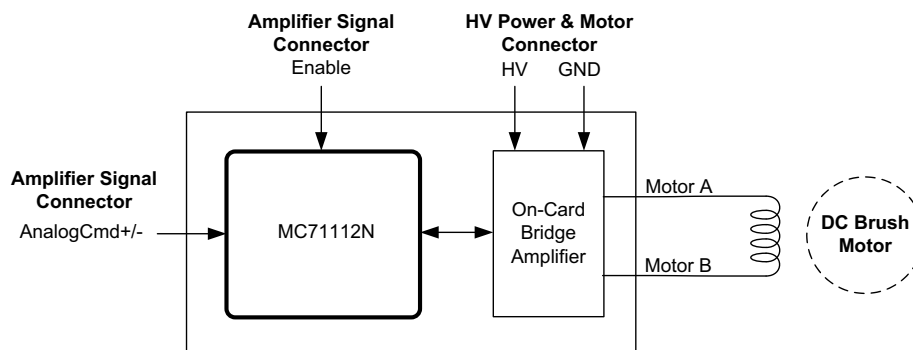 Amplifier Signal
Connector
Enable
HV Power & Motor
Connector
HV GND
Amplifier Signal
Connector
AnalogCmd+/-
MC71112N
On-Card
Bridge
Amplifier
Motor A
Motor B
DC Brush
Motor